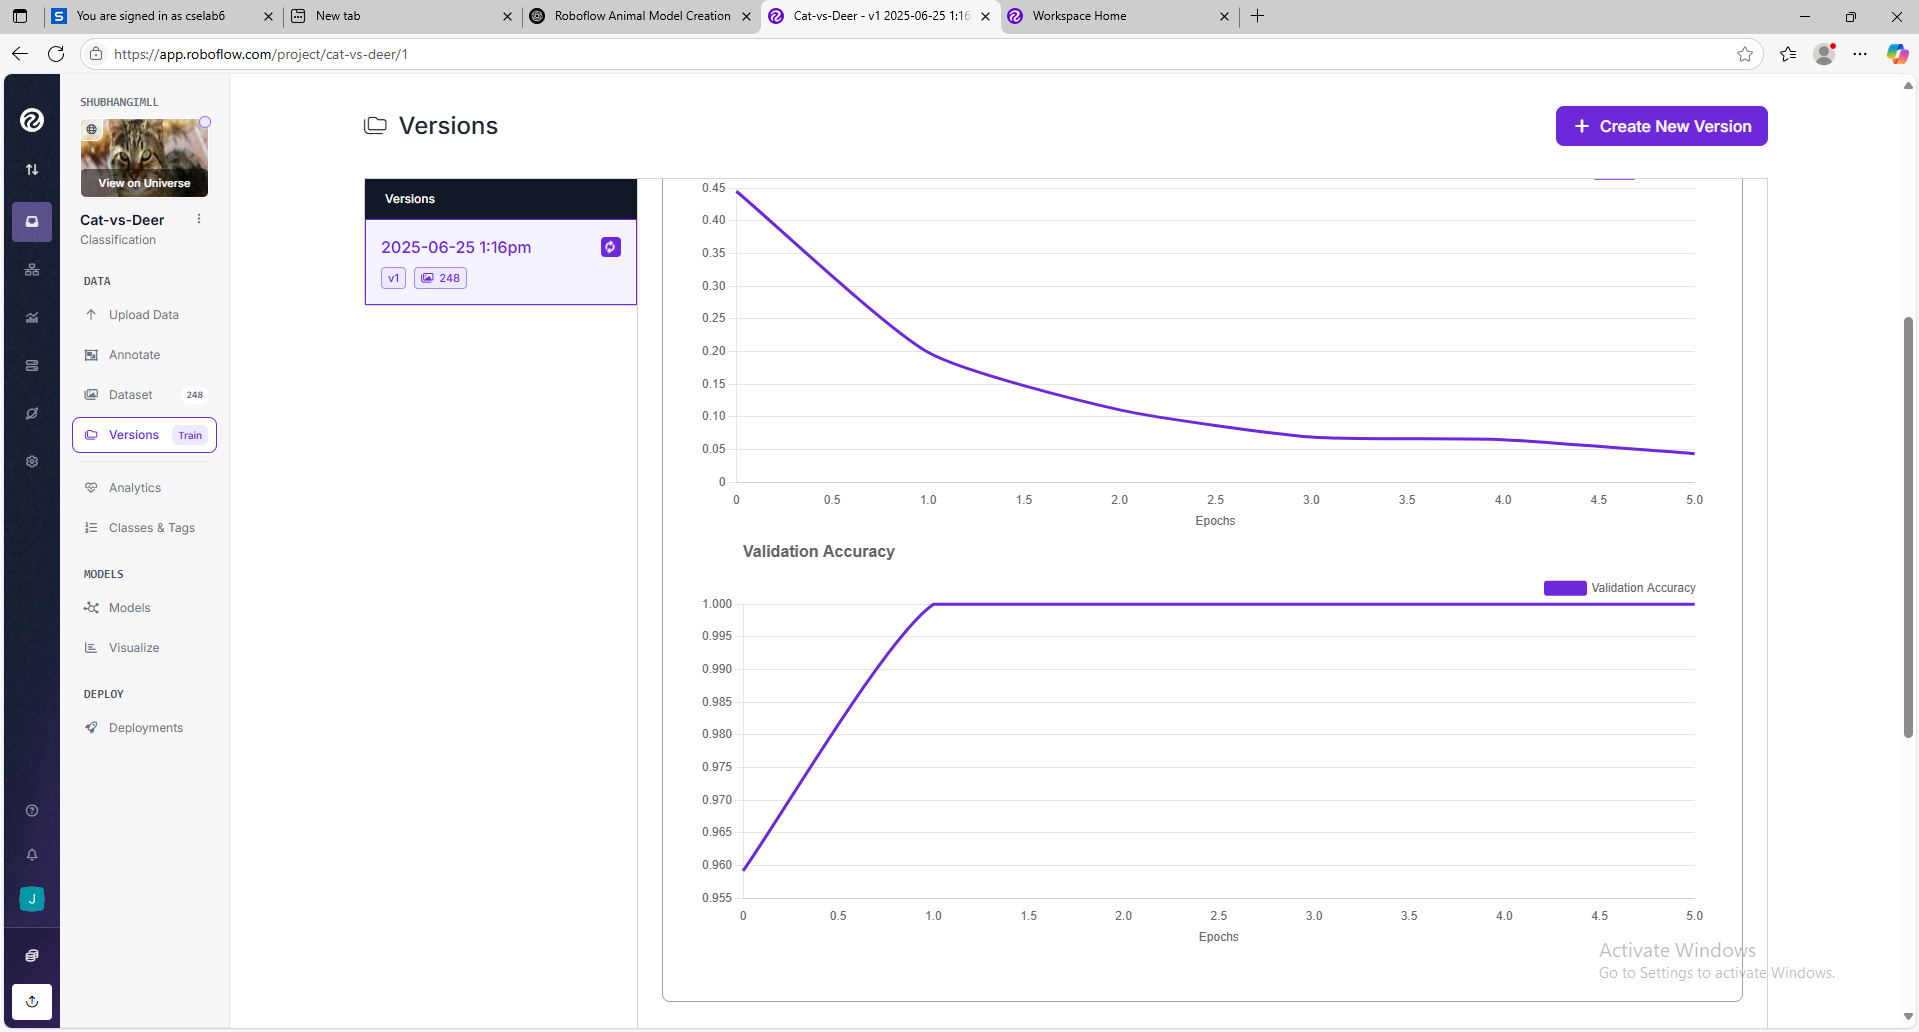 You are signed in as cselab6
New tab
Roboflow Animal Model Creation
Cat-vs-Deer - v1 2025-06-25 1:16
Workspace Home
https://app.roboflow.com/project/cat-vs-deer/1
SHUBHANGIMLL
View on Universe
Cat-vs-Deer
Classification
DATA
Upload Data
Annotate
Dataset 248
Versions Train
Analytics
Classes & Tags
MODELS
Models
Visualize
DEPLOY
Deployments
J
Versions
+ Create New Version
Versions
2025-06-25 1:16pm
v1 248
0.45
0.40
0.35
0.30
0.25
0.20
0.15
0.10
0.05
0
0 0.5 1.0 1.5 2.0 2.5 3.0 3.5 4.0 4.5 5.0
Epochs
Validation Accuracy
Validation Accuracy
1.000
0.995
0.990
0.985
0.980
0.975
0.970
0.965
0.960
0.955
0 0.5 1.0 1.5 2.0 2.5 3.0 3.5 4.0 4.5 5.0
Epochs
Activate Windows
Go to Settings to activate Windows.